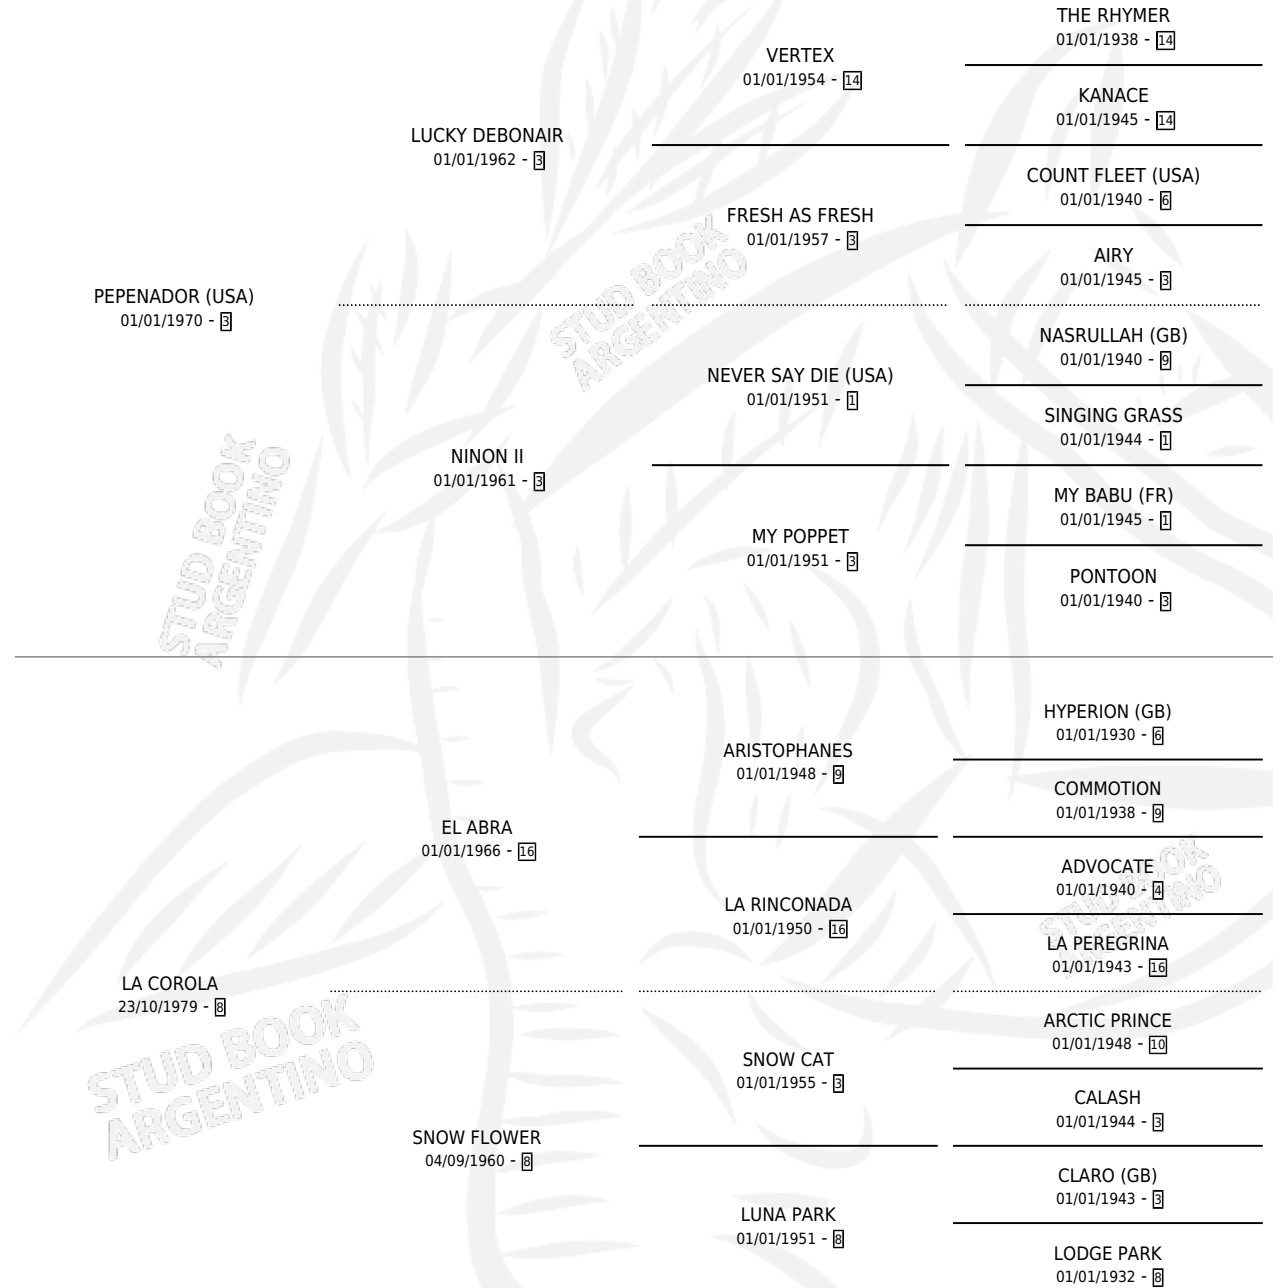 THE RHYMER
01/01/1938 - 14
VERTEX
01/01/1954 - 14
KANACE
01/01/1945 - 14
LUCKY DEBONAIR
01/01/1962 - 3
COUNT FLEET (USA)
01/01/1940 - 6
FRESH AS FRESH
01/01/1957 - 3
AIRY
01/01/1945 - 3
PEPENADOR (USA)
01/01/1970 - 3
STUD BOOK
ARGENTINO
NASRULLAH (GB)
01/01/1940 - 9
NEVER SAY DIE (USA)
01/01/1951 - 1
SINGING GRASS
01/01/1944 - 1
NINON II
01/01/1961 - 3
MY BABU (FR)
01/01/1945 - 1
MY POPPET
01/01/1951 - 3
PONTOON
01/01/1940 - 3
STUD BOOK
ARGENTINO
HYPERION (GB)
01/01/1930 - 6
ARISTOPHANES
01/01/1948 - 9
COMMOTION
01/01/1938 - 9
EL ABRA
01/01/1966 - 16
ADVOCATE
01/01/1940 - 4
LA RINCONADA
01/01/1950 - 16
STUD BOOK
ARGENTINO
LA PEREGRINA
01/01/1943 - 16
LA COROLA
23/10/1979 - 8
ARCTIC PRINCE
01/01/1948 - 10
SNOW CAT
01/01/1955 - 3
STUD BOOK
ARGENTINO
CALASH
01/01/1944 - 3
SNOW FLOWER
04/09/1960 - 8
CLARO (GB)
01/01/1943 - 3
LUNA PARK
01/01/1951 - 8
LODGE PARK
01/01/1932 - 8